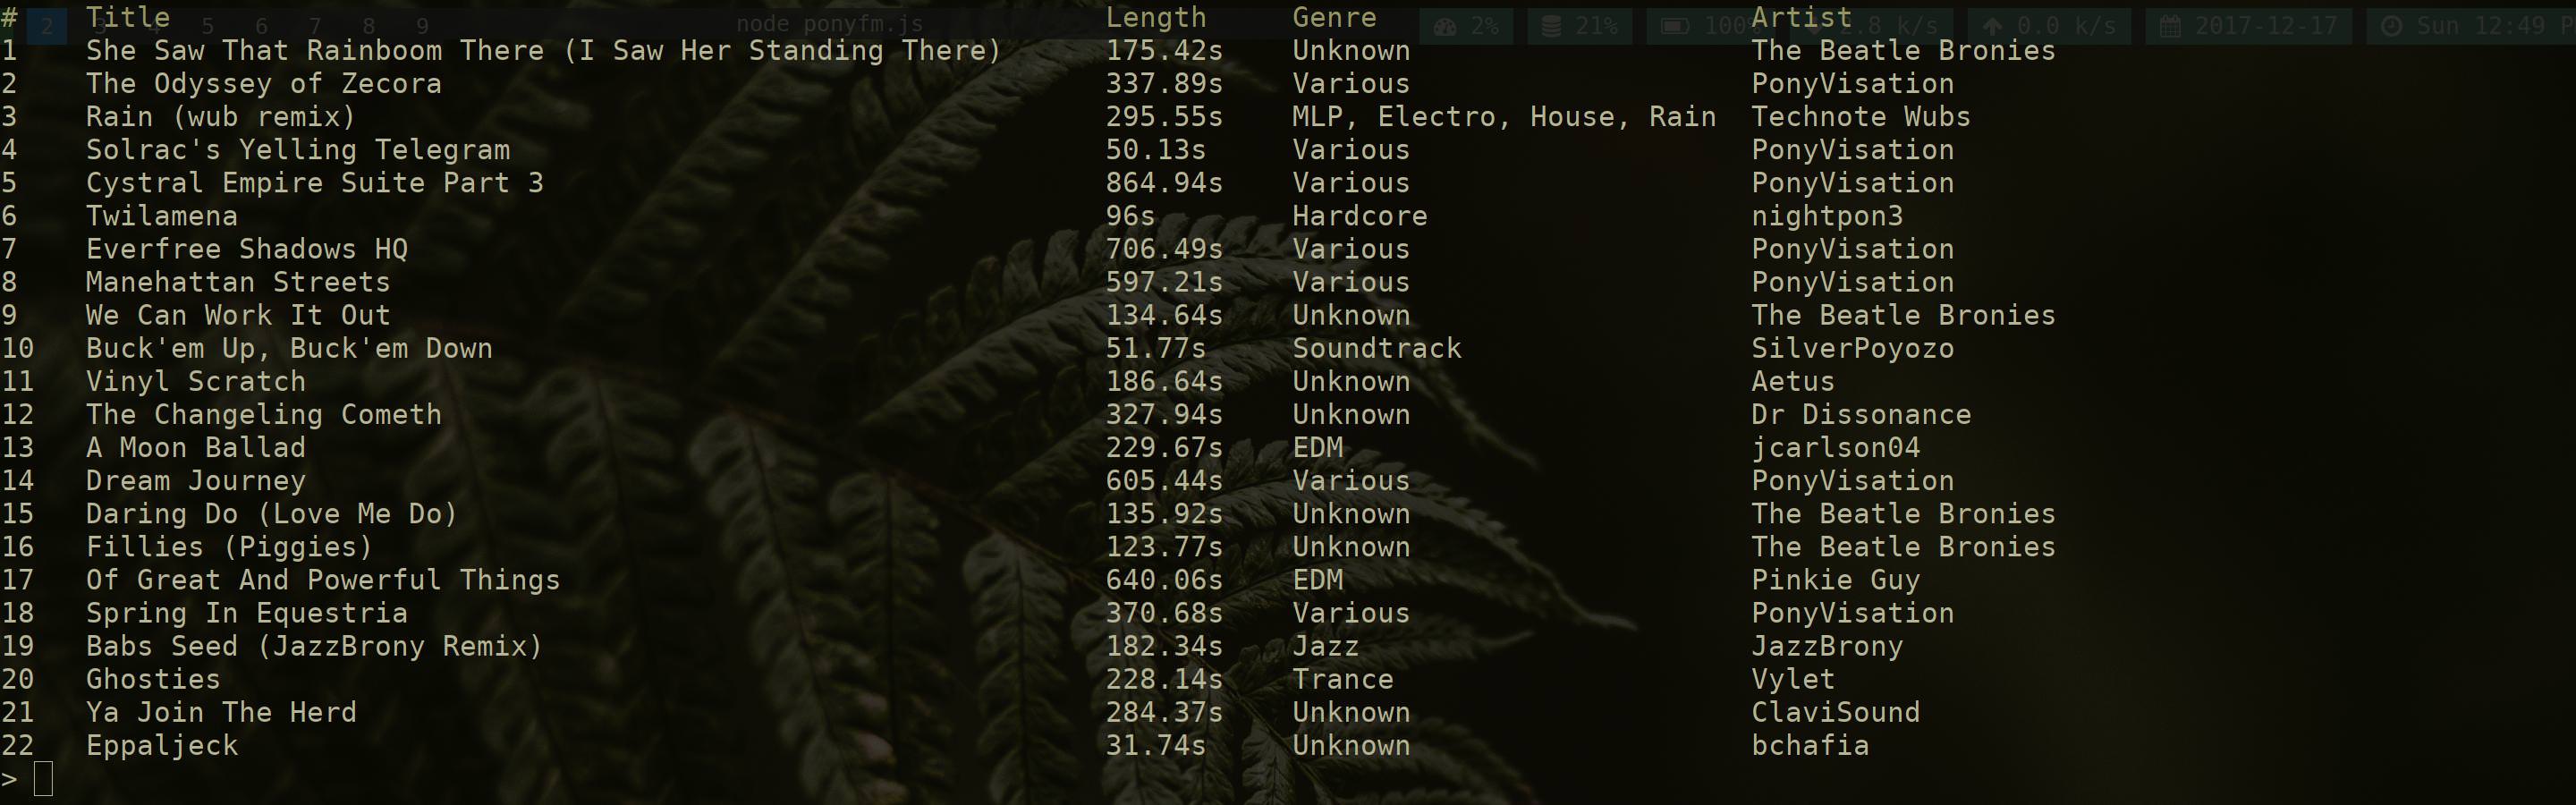 2 3 4 5 6 7 8 9 node ponyfm.js 2% 21% 100% 2.8 k/s 0.0 k/s 2017-12-17 Sun 12:49 P
# Title Length Genre Artist
1 She Saw That Rainboom There (I Saw Her Standing There) 175.42s Unknown The Beatle Bronies
2 The Odyssey of Zecora 337.89s Various PonyVisation
3 Rain (wub remix) 295.55s MLP, Electro, House, Rain Technote Wubs
4 Solrac's Yelling Telegram 50.13s Various PonyVisation
5 Cystral Empire Suite Part 3 864.94s Various PonyVisation
6 Twilamena 96s Hardcore nightpon3
7 Everfree Shadows HQ 706.49s Various PonyVisation
8 Manehattan Streets 597.21s Various PonyVisation
9 We Can Work It Out 134.64s Unknown The Beatle Bronies
10 Buck'em Up, Buck'em Down 51.77s Soundtrack SilverPoyozo
11 Vinyl Scratch 186.64s Unknown Aetus
12 The Changeling Cometh 327.94s Unknown Dr Dissonance
13 A Moon Ballad 229.67s EDM jcarlson04
14 Dream Journey 605.44s Various PonyVisation
15 Daring Do (Love Me Do) 135.92s Unknown The Beatle Bronies
16 Fillies (Piggies) 123.77s Unknown The Beatle Bronies
17 Of Great And Powerful Things 640.06s EDM Pinkie Guy
18 Spring In Equestria 370.68s Various PonyVisation
19 Babs Seed (JazzBrony Remix) 182.34s Jazz JazzBrony
20 Ghosties 228.14s Trance Vylet
21 Ya Join The Herd 284.37s Unknown ClaviSound
22 Eppaljeck 31.74s Unknown bchafia
>